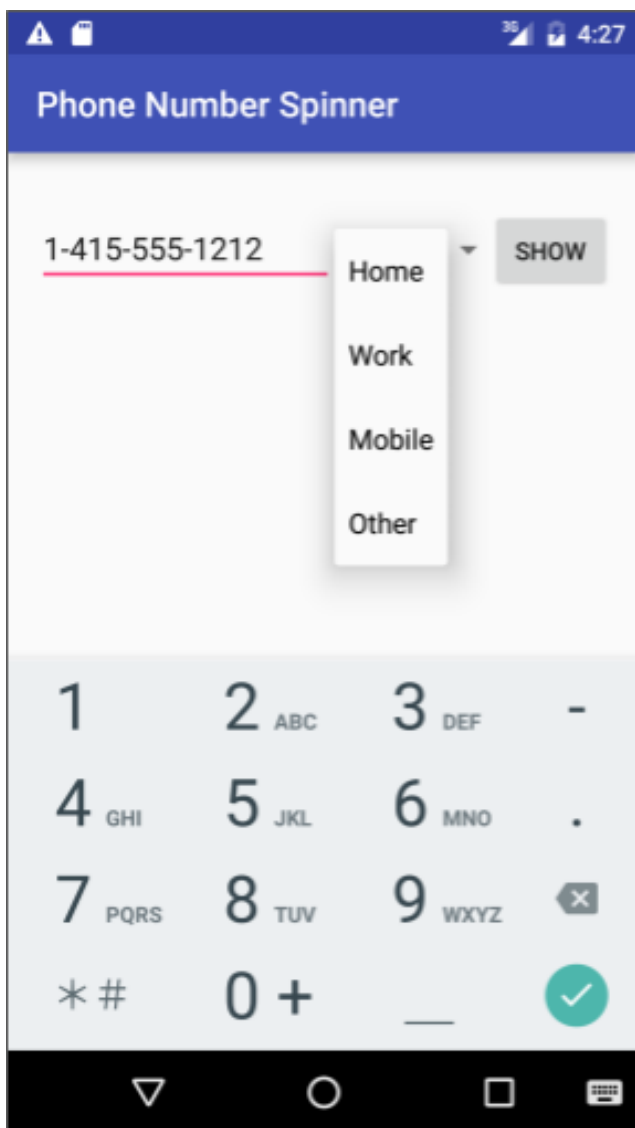 3G 4:27
Phone Number Spinner
1-415-555-1212
SHOW
Home
Work
Mobile
Other
1 2 ABC 3 DEF -
4 GHI 5 JKL 6 MNO .
7 PQRS 8 TUV 9 WXYZ
*# 0 + _